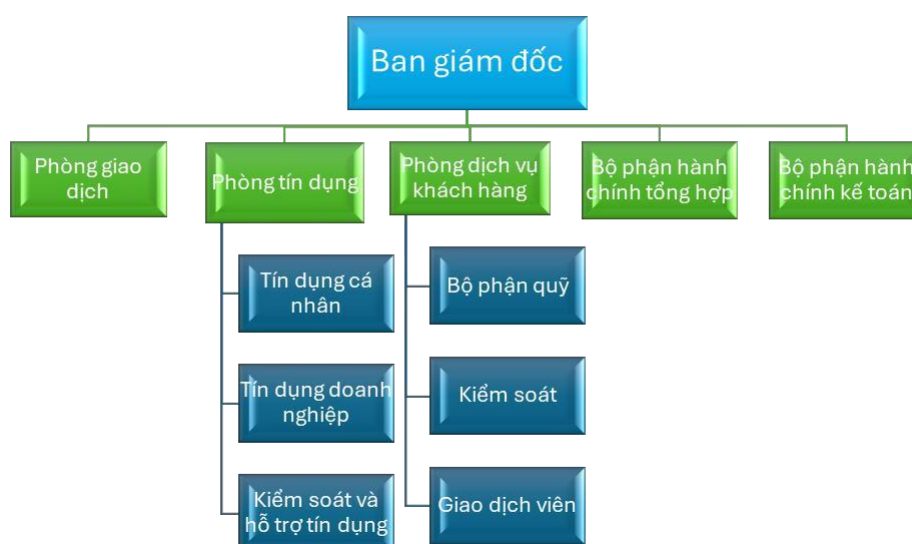 Ban giám đốc
Phòng giao
dịch
Phòng tín dụng
Phòng dịch vụ
khách hàng
Bộ phận hành
chính tổng hợp
Bộ phận hành
chính kế toán
Tín dụng cá
nhân
Tín dụng doanh
nghiệp
Kiểm soát và
hỗ trợ tín dụng
Bộ phận quỹ
Kiểm soát
Giao dịch viên